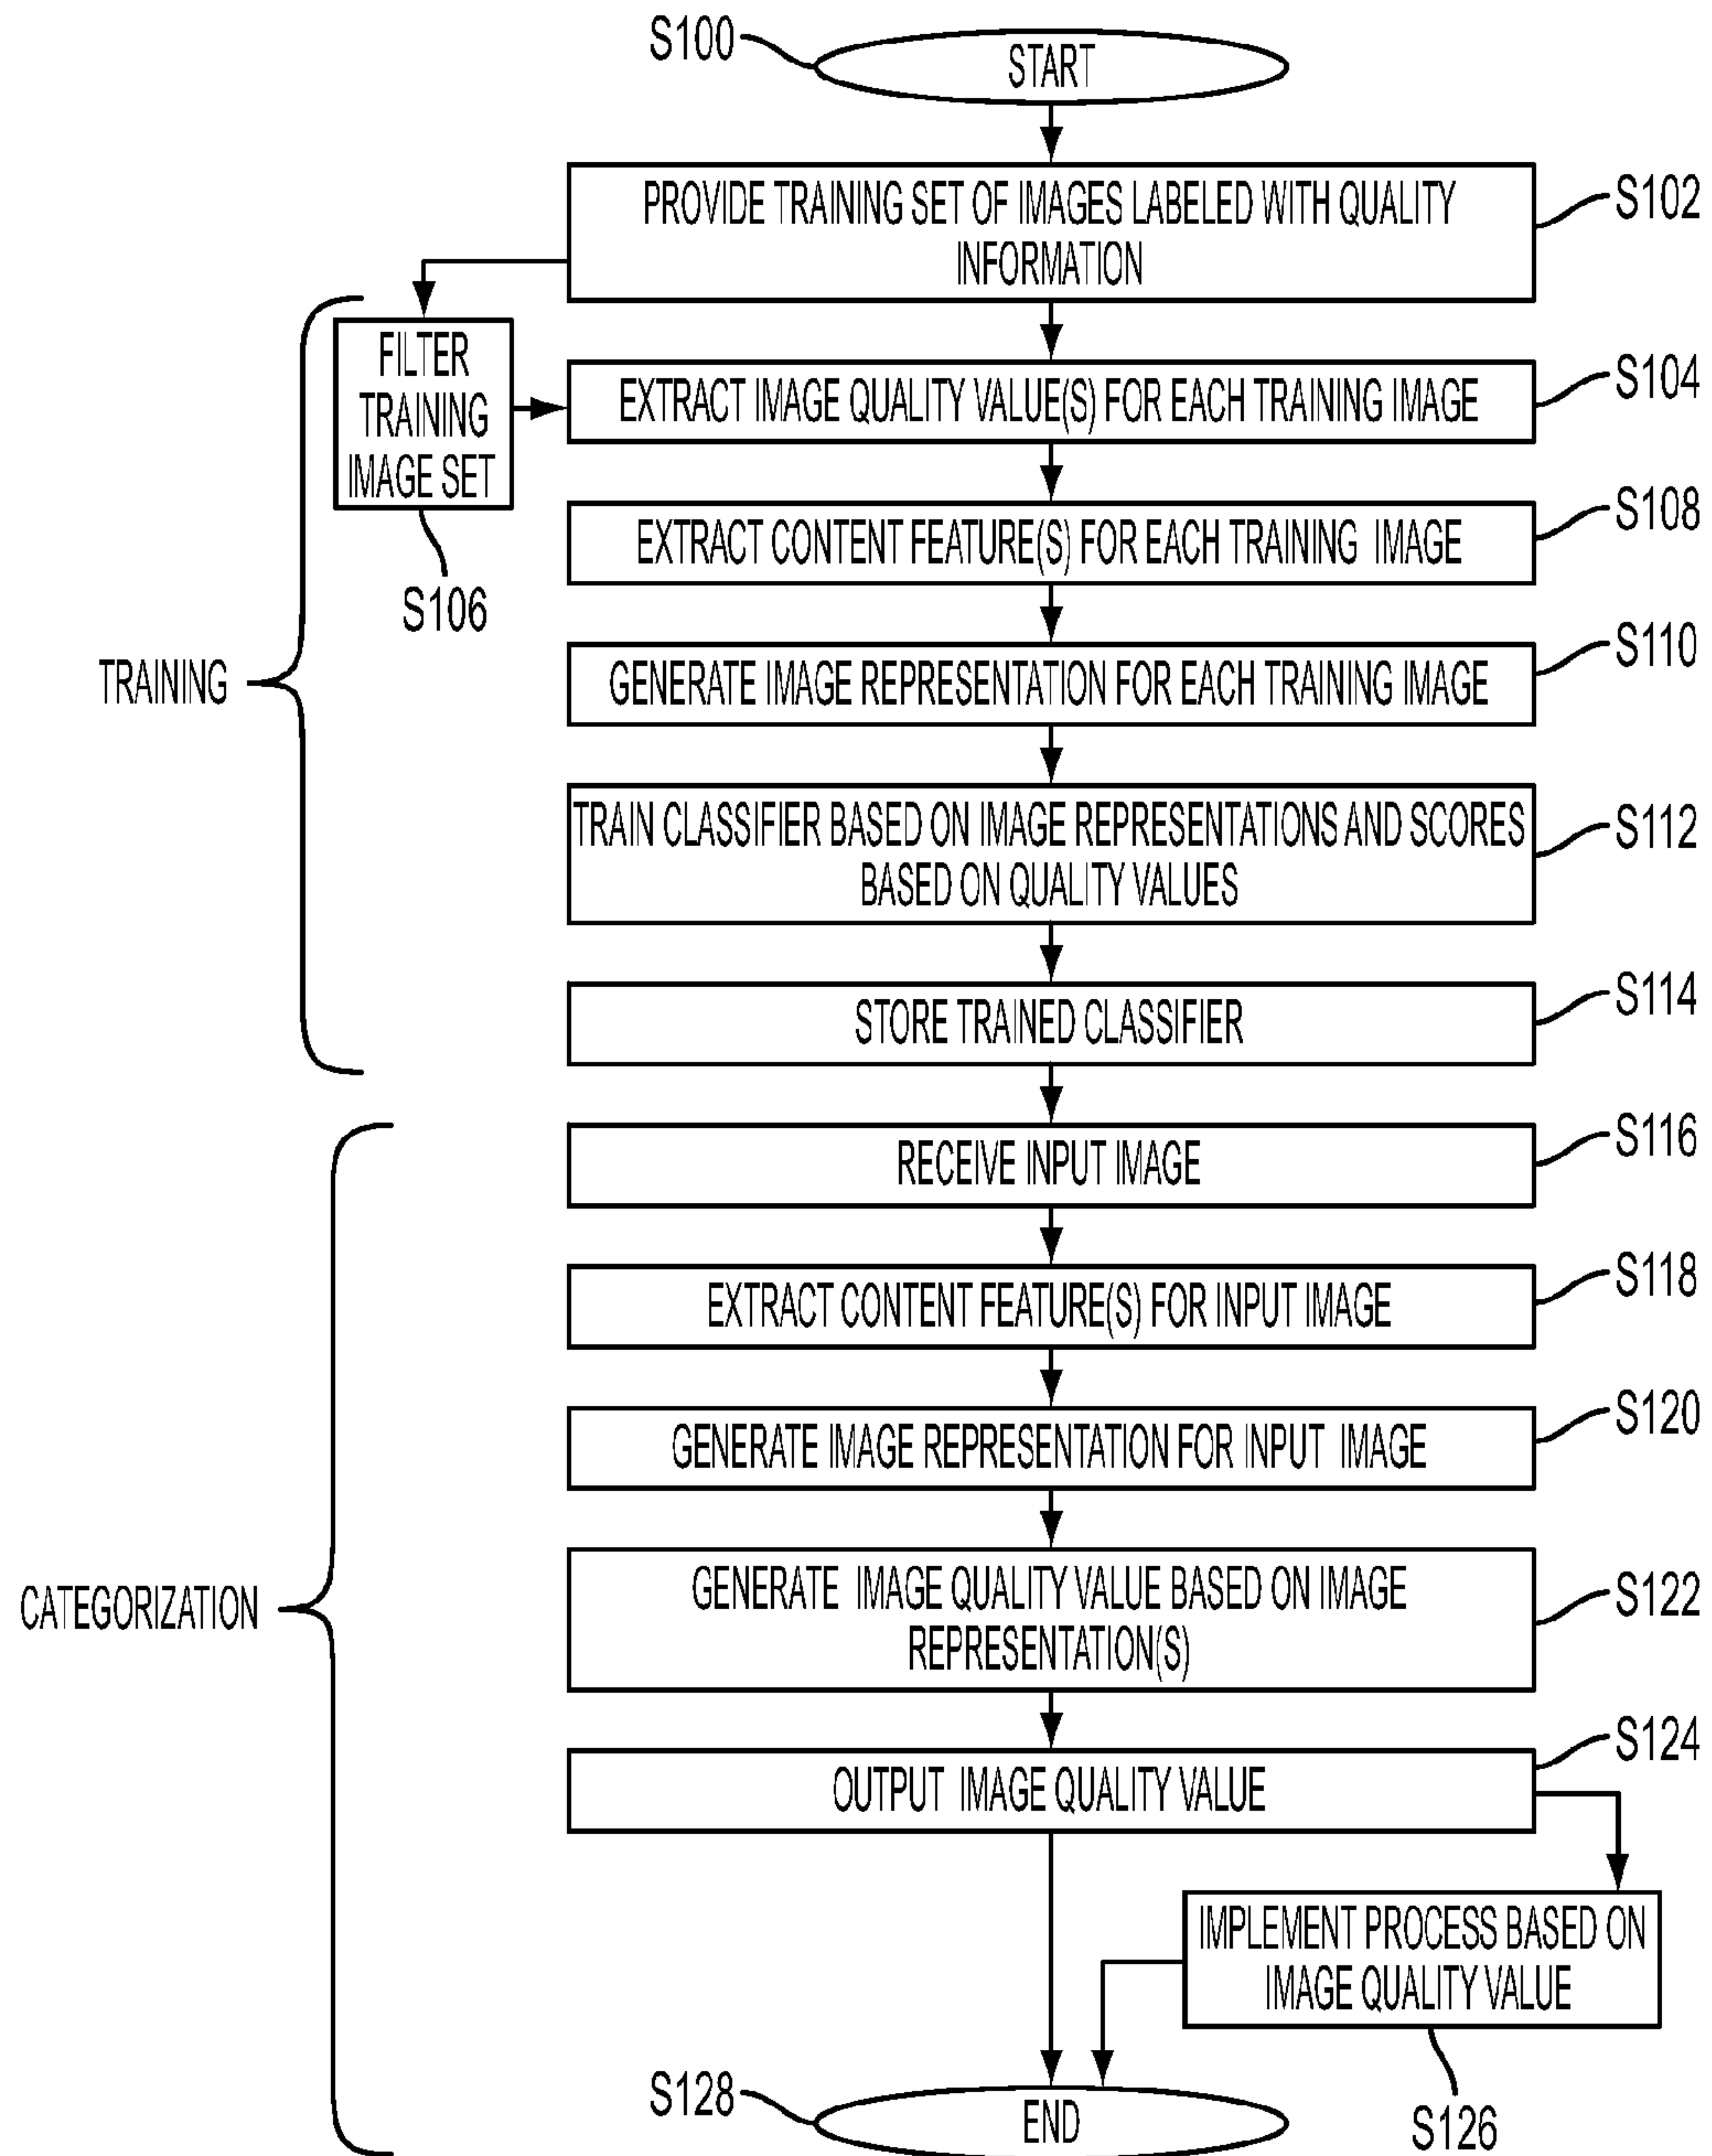 S100
START
PROVIDE TRAINING SET OF IMAGES LABELED WITH QUALITY
INFORMATION
S102
FILTER
TRAINING
IMAGE SET
S106
EXTRACT IMAGE QUALITY VALUE(S) FOR EACH TRAINING IMAGE
S104
EXTRACT CONTENT FEATURE(S) FOR EACH TRAINING IMAGE
S108
TRAINING
GENERATE IMAGE REPRESENTATION FOR EACH TRAINING IMAGE
S110
TRAIN CLASSIFIER BASED ON IMAGE REPRESENTATIONS AND SCORES
BASED ON QUALITY VALUES
S112
STORE TRAINED CLASSIFIER
S114
RECEIVE INPUT IMAGE
S116
EXTRACT CONTENT FEATURE(S) FOR INPUT IMAGE
S118
GENERATE IMAGE REPRESENTATION FOR INPUT IMAGE
S120
CATEGORIZATION
GENERATE IMAGE QUALITY VALUE BASED ON IMAGE
REPRESENTATION(S)
S122
OUTPUT IMAGE QUALITY VALUE
S124
IMPLEMENT PROCESS BASED ON
IMAGE QUALITY VALUE
S126
S128
END